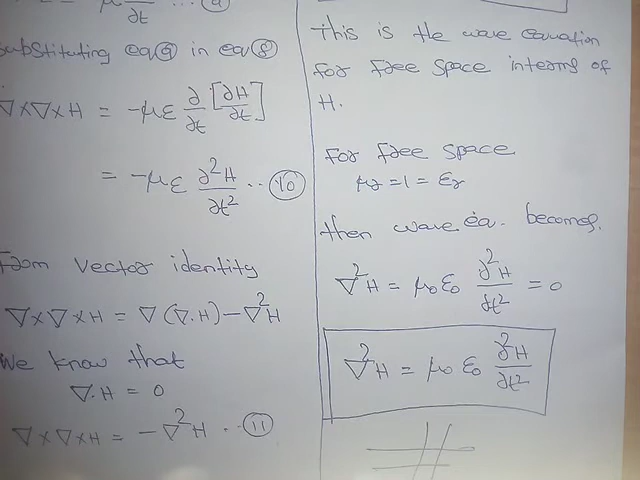 μ /∂t ... 
substituting eq⑨ in eq⑧
∇×∇×H = -με ∂/∂t [∂H/∂t]
= -με ∂²H/∂t² .. ⑩
From vector identity
∇×∇×H = ∇(∇.H) - ∇²H
We know that
∇.H = 0
∇×∇×H = -∇²H .. ⑪
This is the wave equation
for free space interms of
H.
For free space
μr = 1 = εr
then wave eq. becomes.
∇²H = μ₀ε₀ ∂²H/∂t² = 0
∇²H = μ₀ ε₀ ∂²H/∂t²